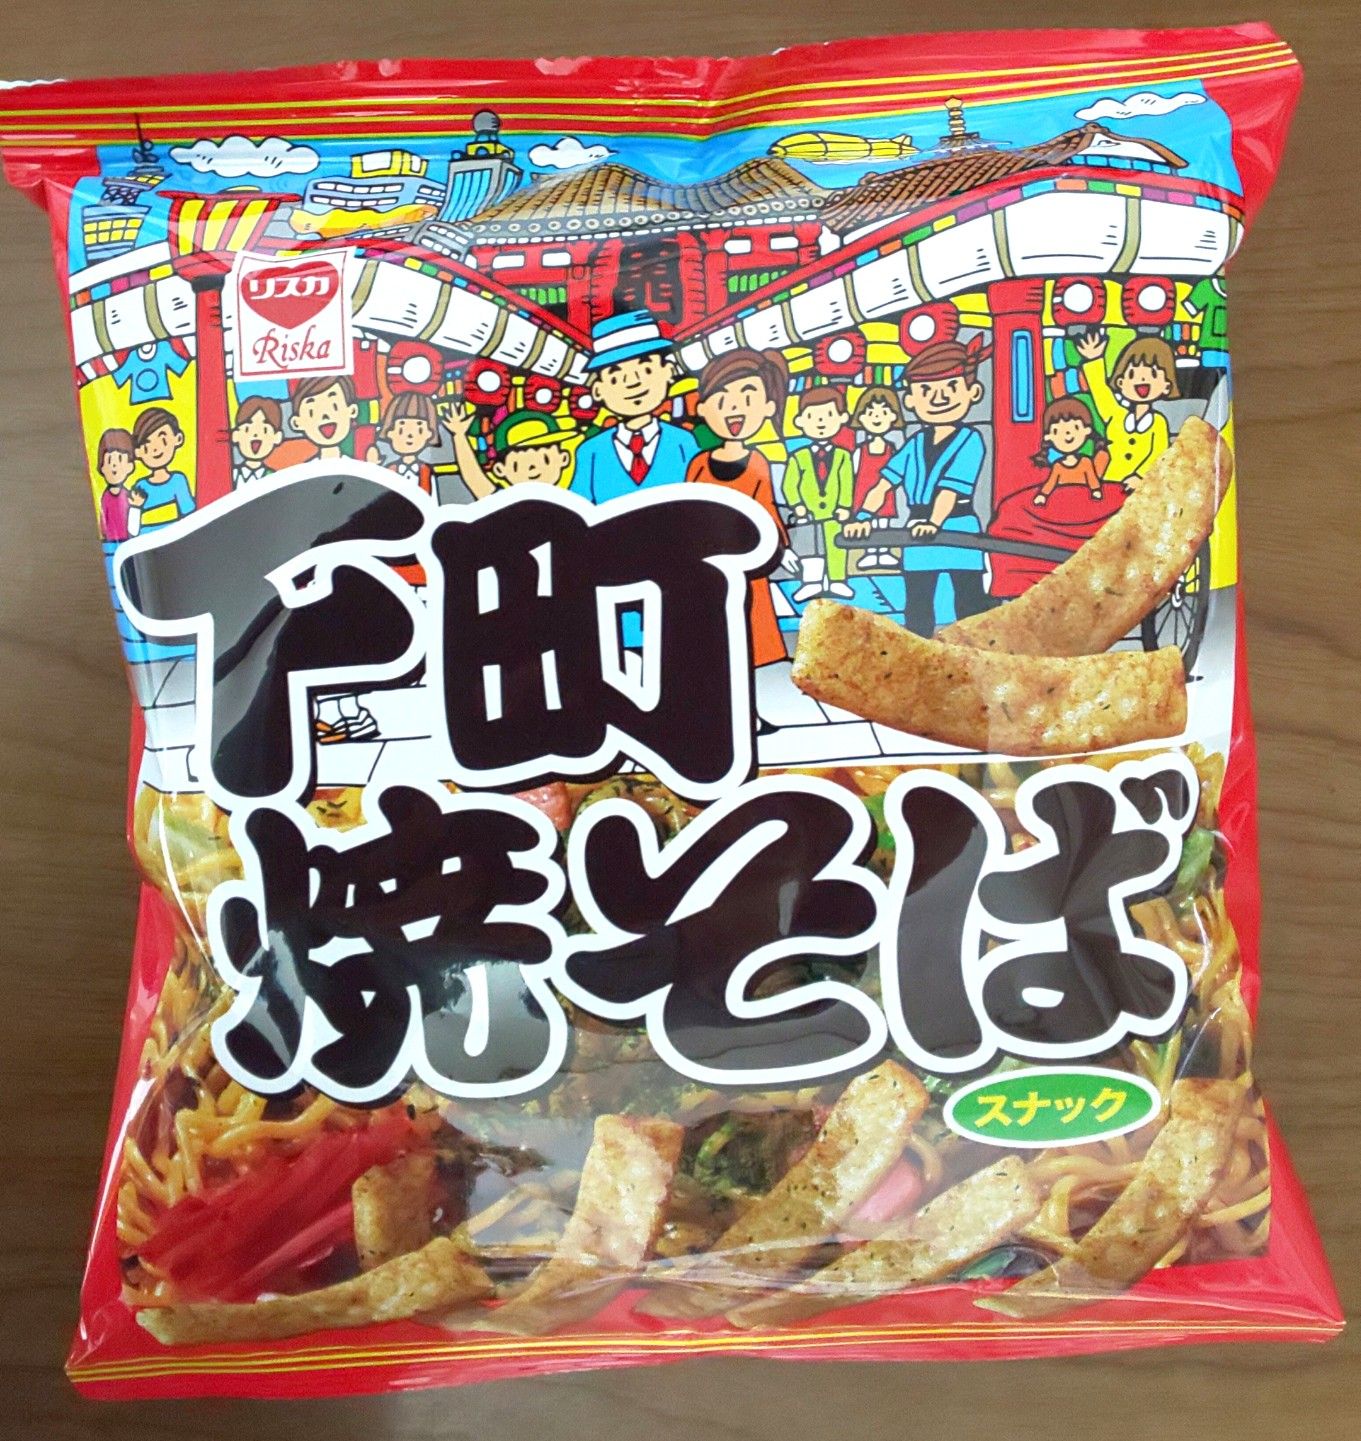 リスカ
Riska
下町
焼そば
スナック